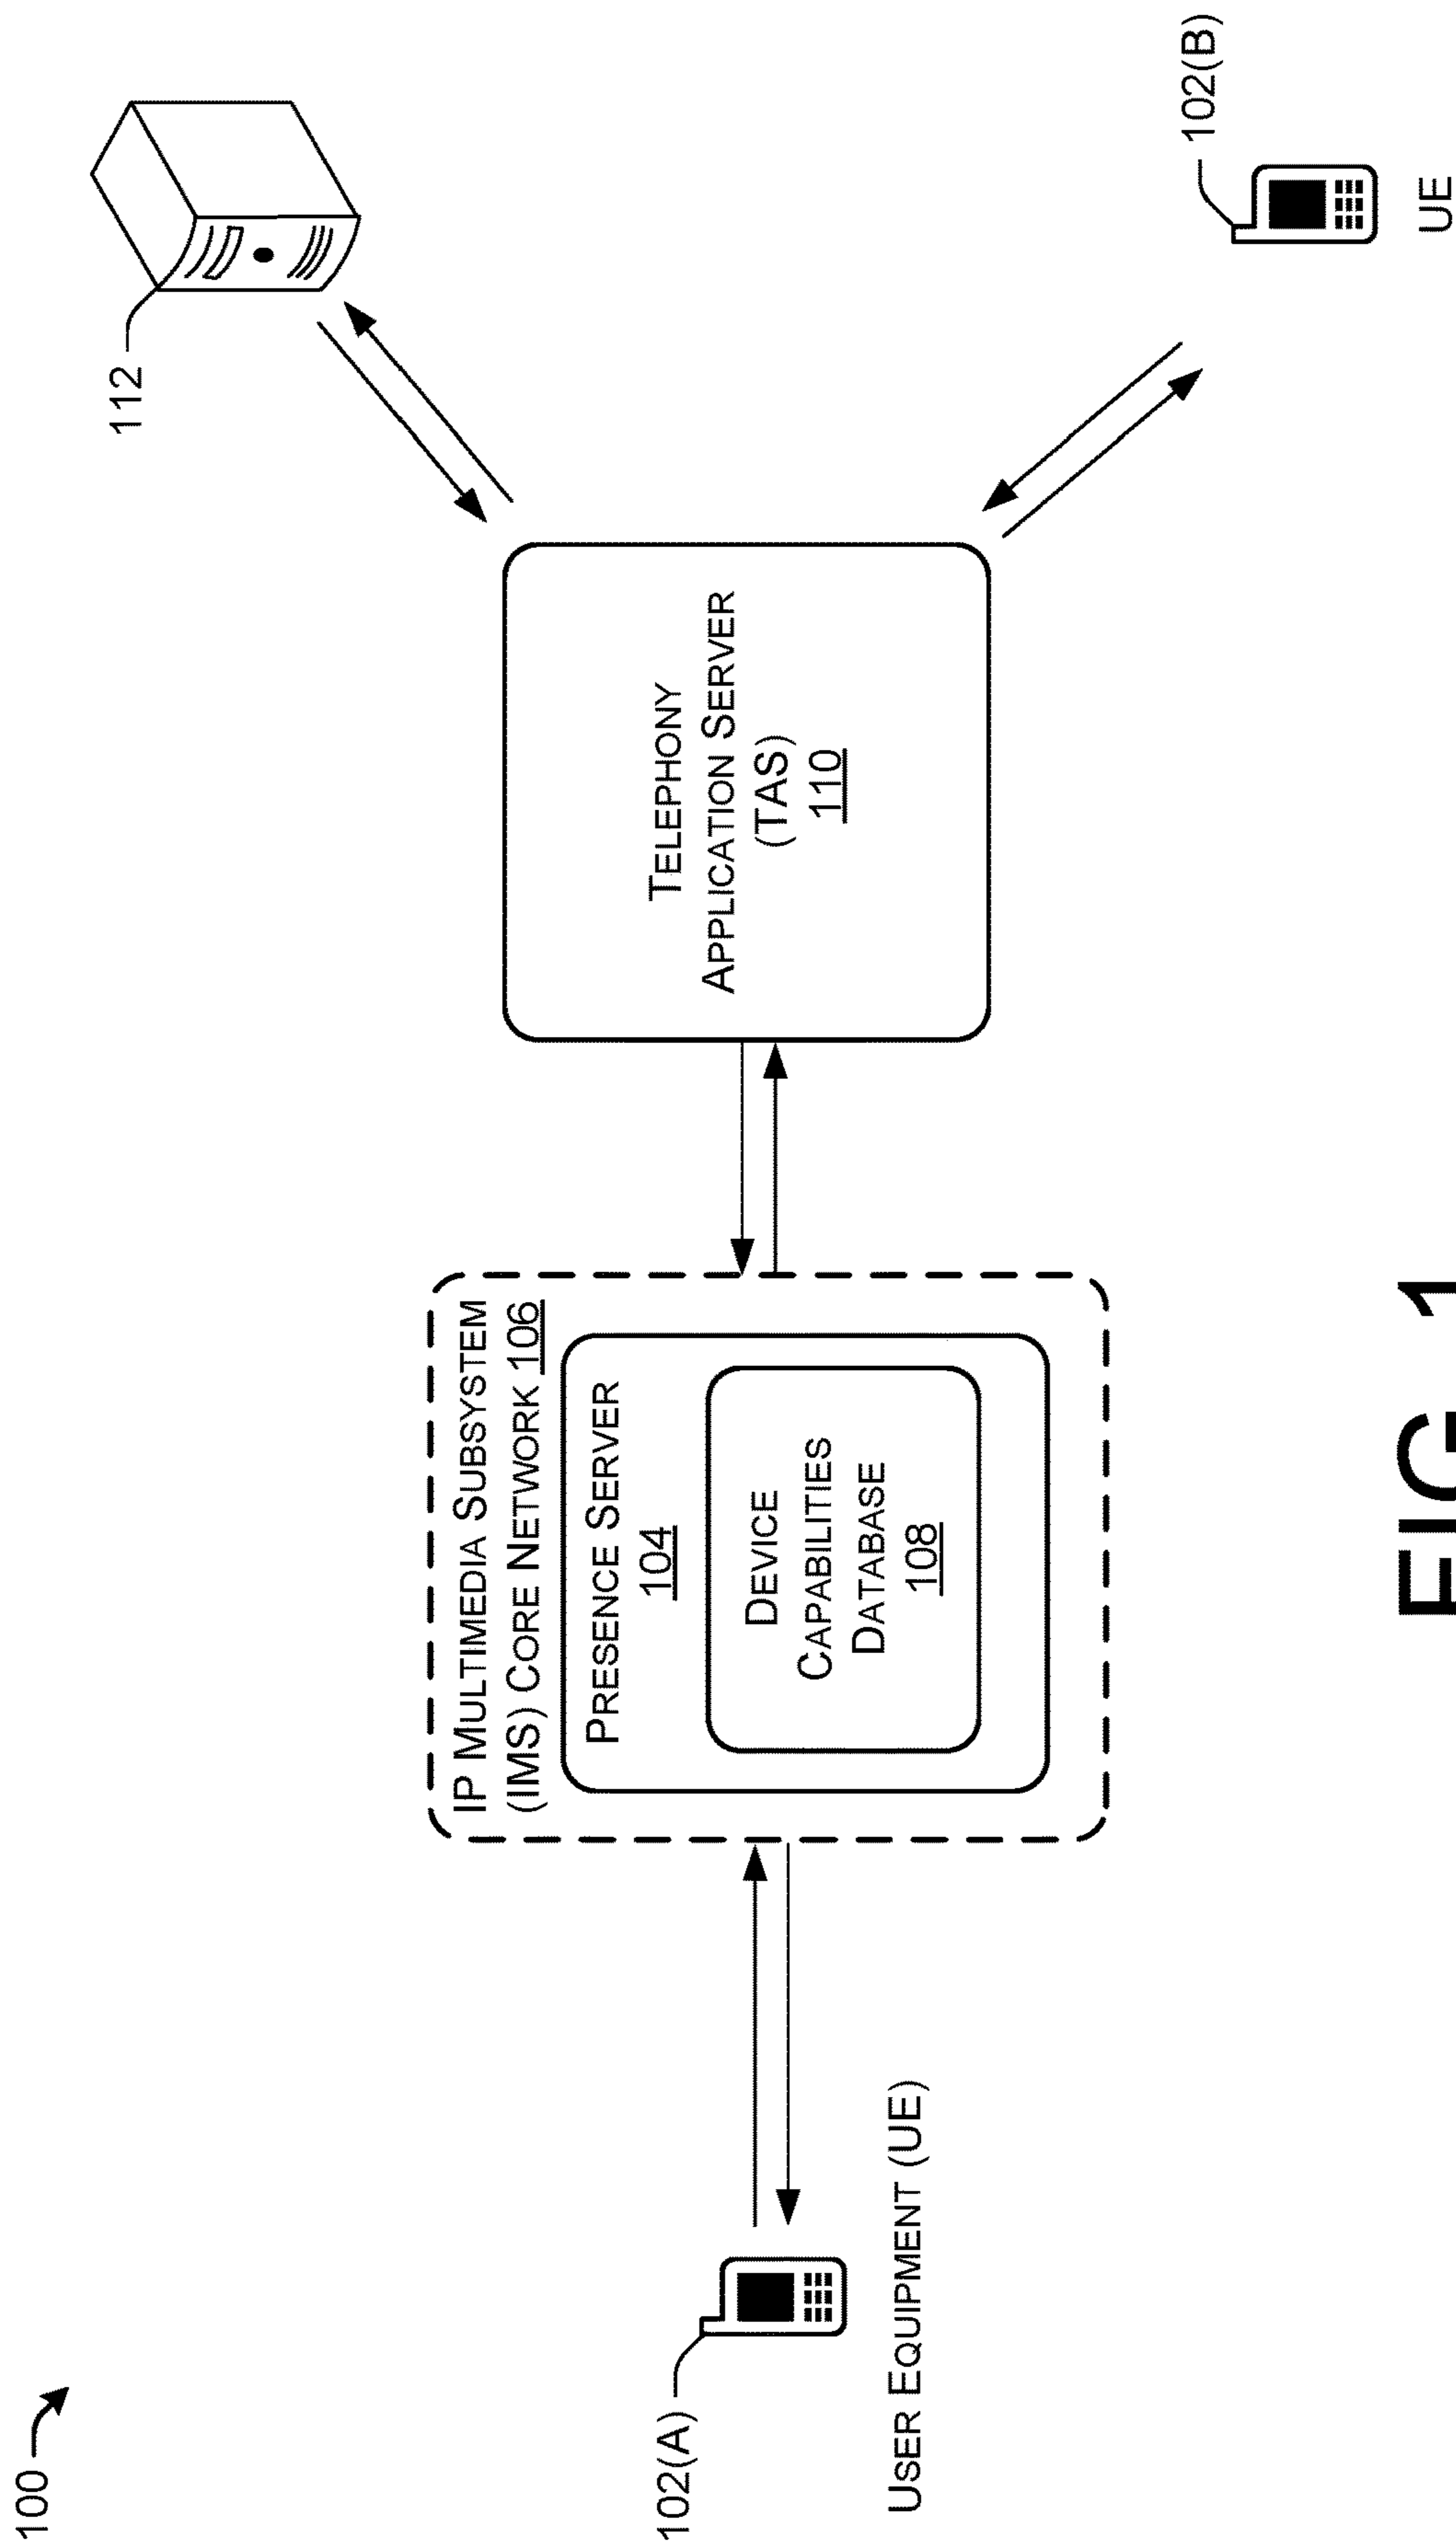 100
112
IP MULTIMEDIA SUBSYSTEM
(IMS) CORE NETWORK 106
PRESENCE SERVER
104
DEVICE
CAPABILITIES
DATABASE
108
TELEPHONY
APPLICATION SERVER
(TAS)
110
102(A)
USER EQUIPMENT (UE)
102(B)
UE
FIG. 1